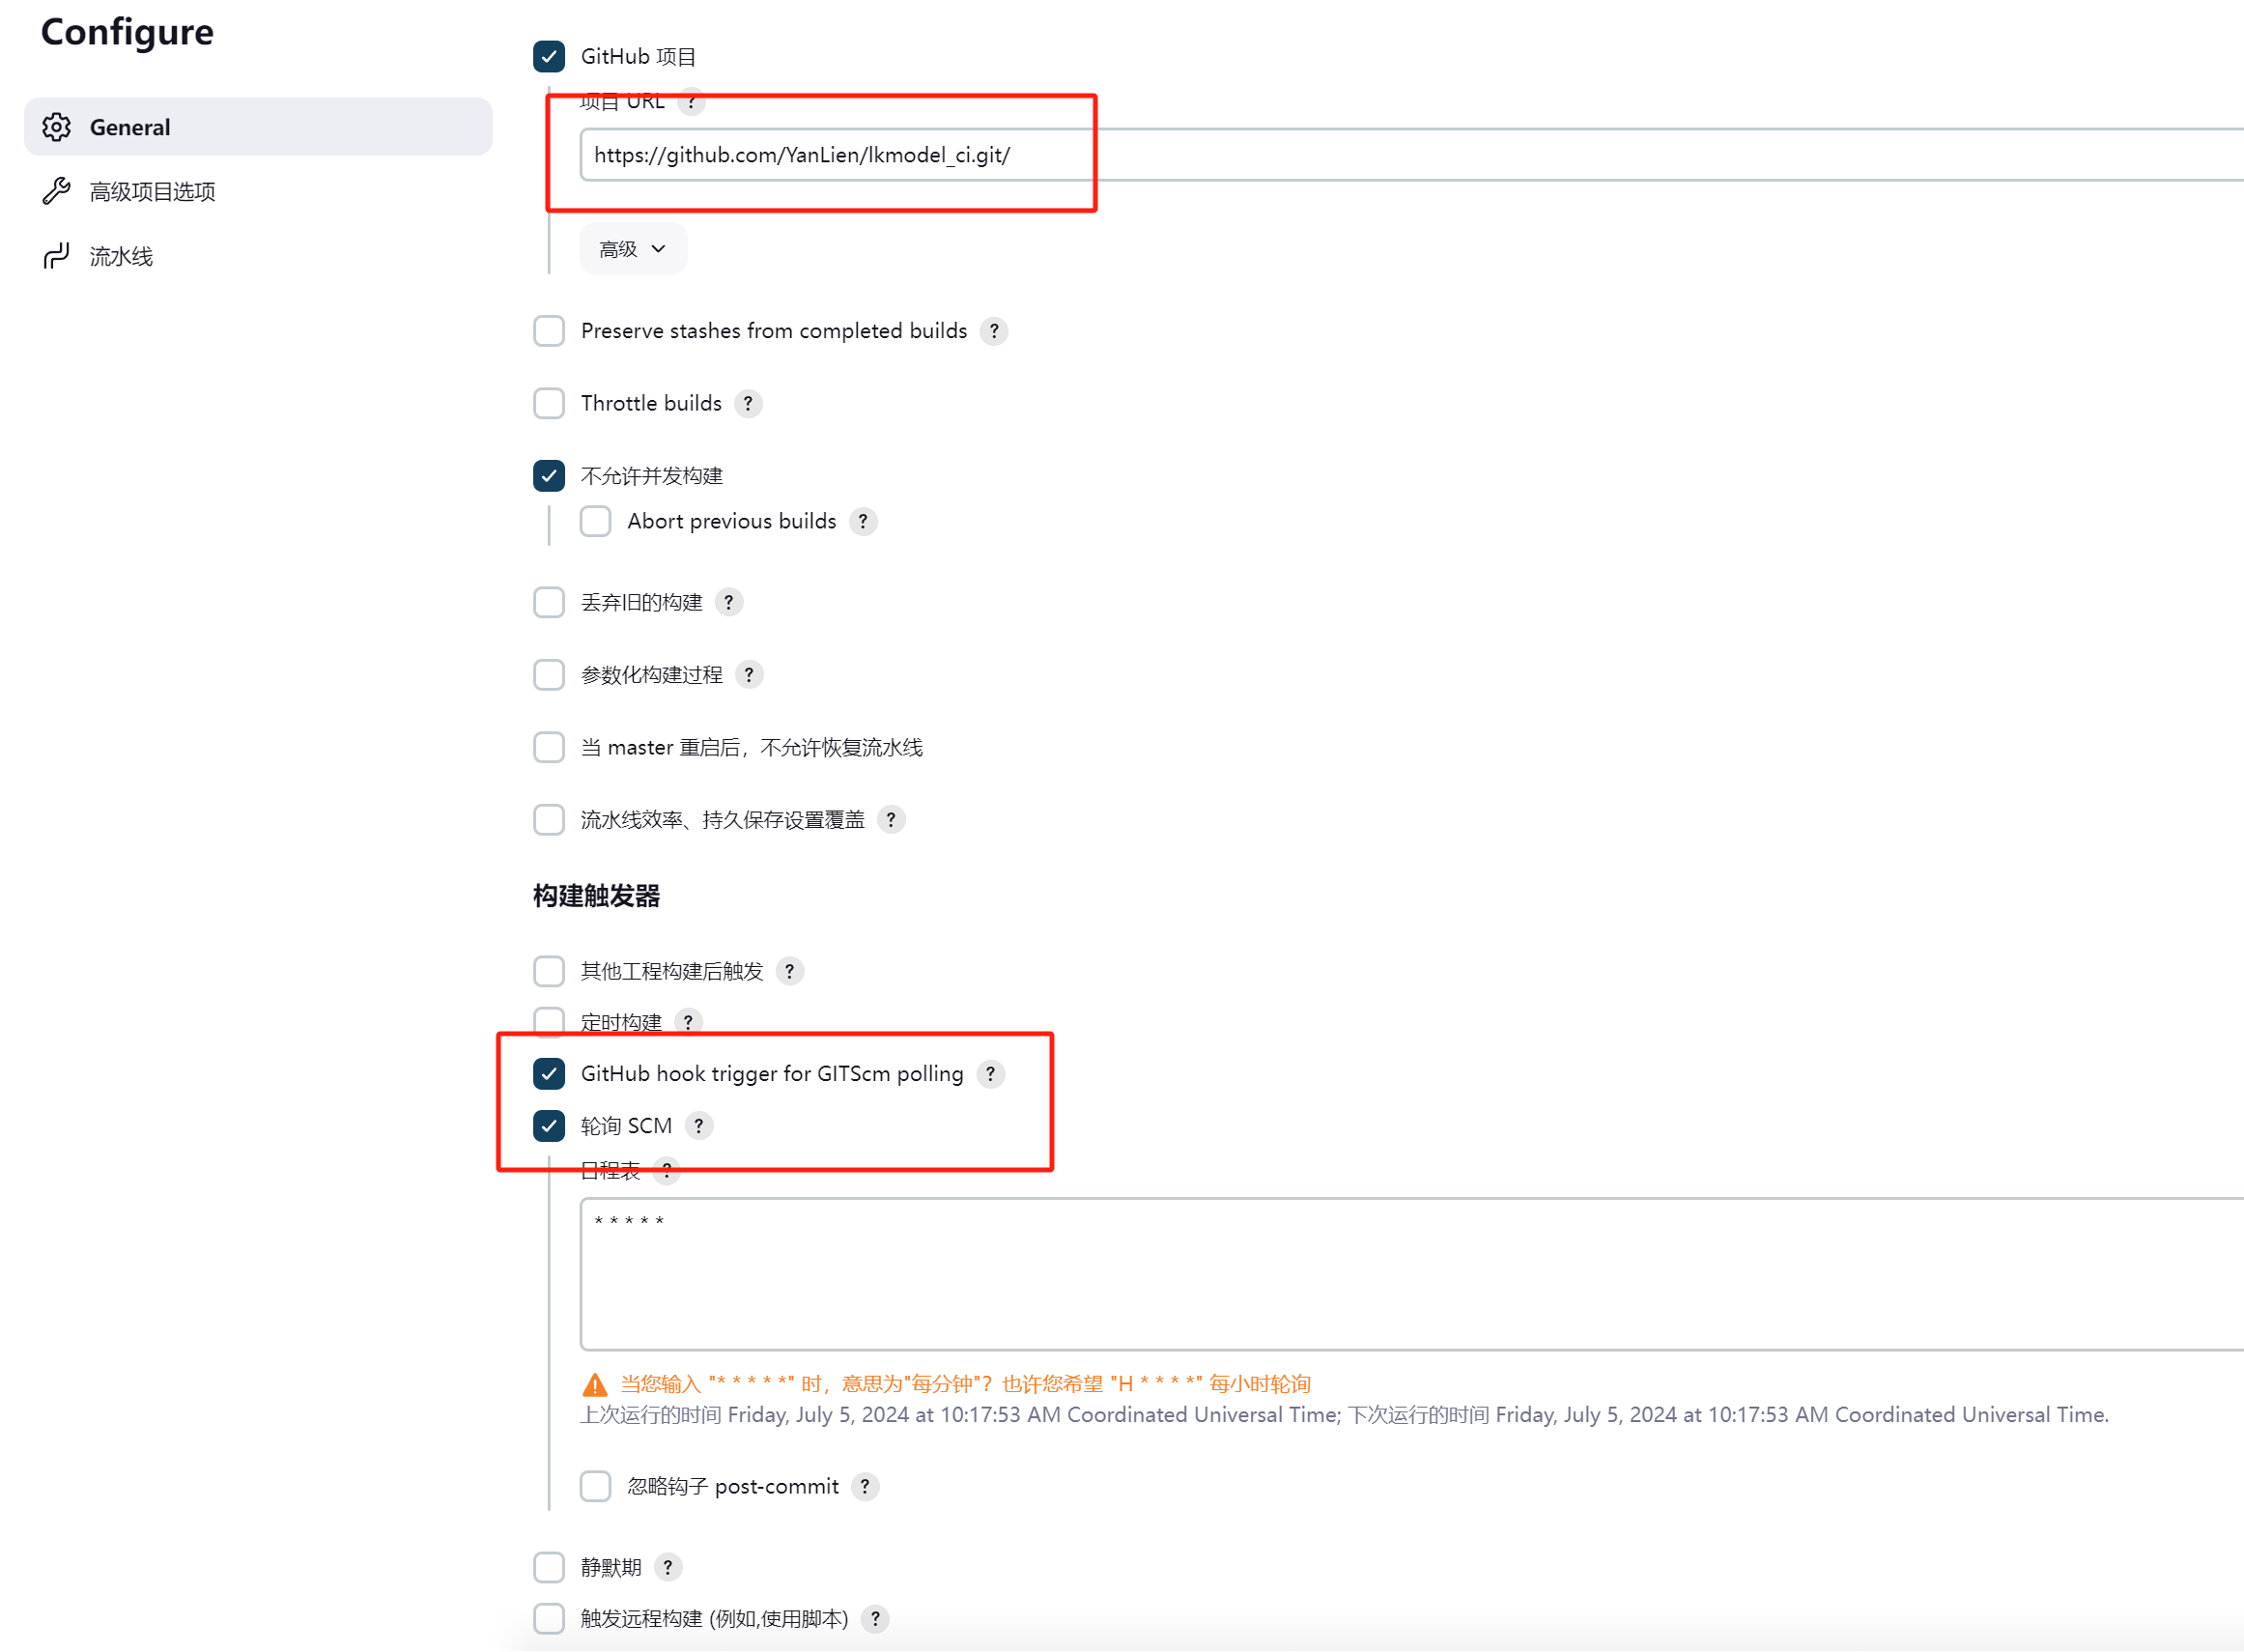 Configure
General
高级项目选项
流水线
GitHub 项目
项目 URL ?
https://github.com/YanLien/lkmodel_ci.git/
高级
Preserve stashes from completed builds ?
Throttle builds ?
不允许并发构建
Abort previous builds ?
丢弃旧的构建 ?
参数化构建过程 ?
当 master 重启后，不允许恢复流水线
流水线效率、持久保存设置覆盖 ?
构建触发器
其他工程构建后触发 ?
定时构建 ?
GitHub hook trigger for GITScm polling ?
轮询 SCM ?
日程表 ?
* * * * *
当您输入 "* * * * *" 时，意思为"每分钟"？也许您希望 "H * * * *" 每小时轮询
上次运行的时间 Friday, July 5, 2024 at 10:17:53 AM Coordinated Universal Time; 下次运行的时间 Friday, July 5, 2024 at 10:17:53 AM Coordinated Universal Time.
忽略钩子 post-commit ?
静默期 ?
触发远程构建 (例如,使用脚本) ?